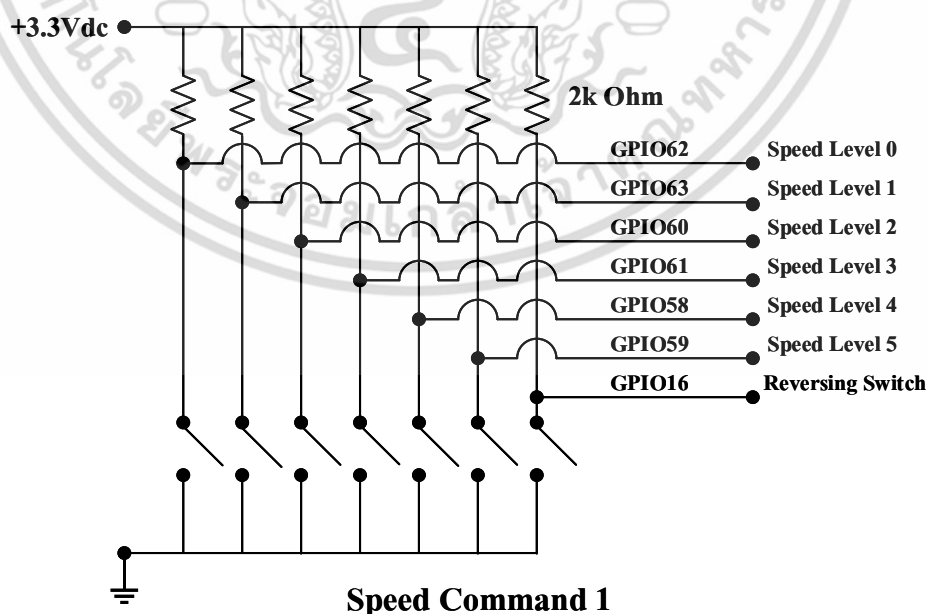 +3.3Vdc
2k Ohm
GPIO62 Speed Level 0
GPIO63 Speed Level 1
GPIO60 Speed Level 2
GPIO61 Speed Level 3
GPIO58 Speed Level 4
GPIO59 Speed Level 5
GPIO16 Reversing Switch
Speed Command 1